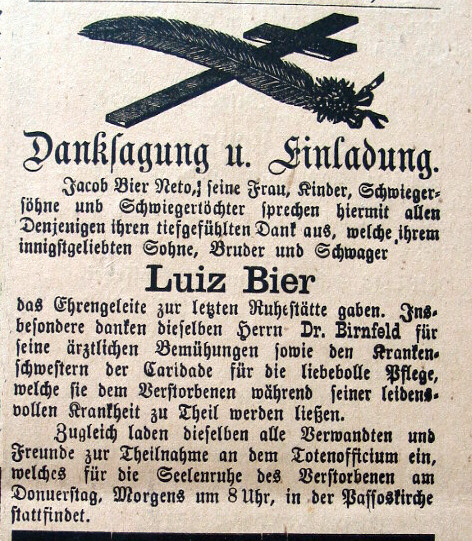 Danksagung u. Einladung.
Jacob Bier Neto, seine Frau, Kinder, Schwieger-
söhne und Schwiegertöchter sprechen hiermit allen
Denjenigen ihren tiefgefühlten Dank aus, welche ihrem
innigstgeliebten Sohne, Bruder und Schwager
Luiz Bier
das Ehrengeleite zur letzten Ruhestätte gaben. Ins-
besondere danken dieselben Herrn Dr. Birnfeld für
seine ärztlichen Bemühungen sowie den Kranken-
schwestern der Caridade für die liebebolle Pflege,
welche sie dem Verstorbenen während seiner leidens-
vollen Krankheit zu Theil werden ließen.
Zugleich laden dieselben alle Verwandten und
Freunde zur Theilnahme an dem Totenofficium ein,
welches für die Seelenruhe des Verstorbenen am
Donuerstag, Morgens um 8 Uhr, in der Passoskirche
stattfindet.